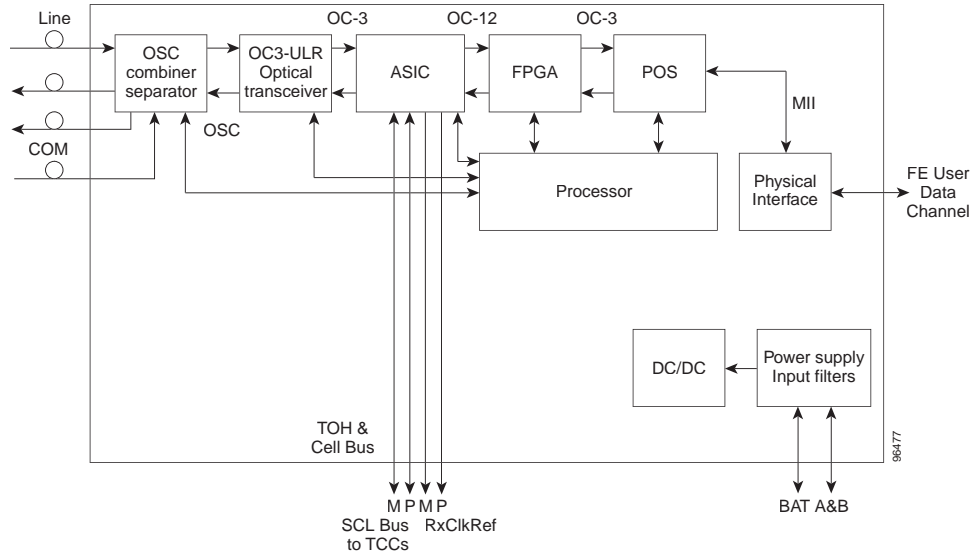 Line
OC-3
OC-12
OC-3
OSC
combiner
separator
OC3-ULR
Optical
transceiver
ASIC
FPGA
POS
MII
OSC
COM
Processor
Physical
Interface
FE User
Data
Channel
DC/DC
Power supply
Input filters
TOH &
Cell Bus
96477
M P M P
SCL Bus
to TCCs
RxClkRef
BAT A&B